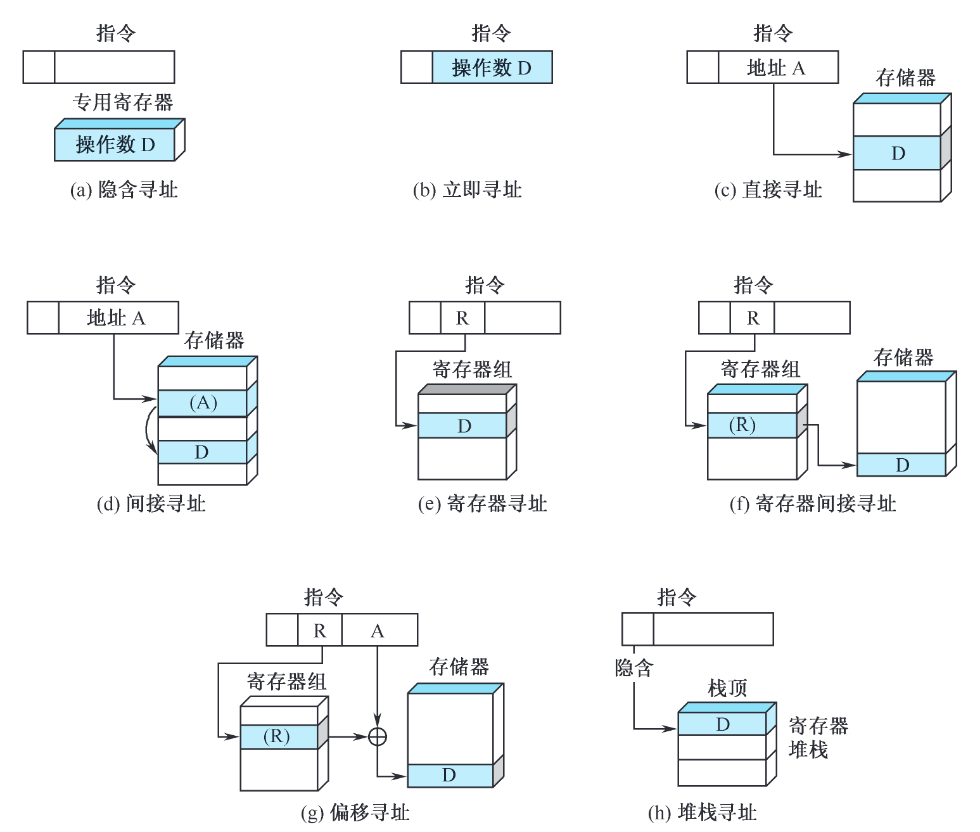 指令
专用寄存器
操作数 D
(a) 隐含寻址
指令
操作数 D
(b) 立即寻址
指令
地址 A
存储器
D
(c) 直接寻址
指令
地址 A
存储器
(A)
D
(d) 间接寻址
指令
R
寄存器组
D
(e) 寄存器寻址
指令
R
寄存器组
(R)
存储器
D
(f) 寄存器间接寻址
指令
R A
寄存器组
(R)
存储器
D
(g) 偏移寻址
指令
隐含
栈顶
D
寄存器
堆栈
(h) 堆栈寻址